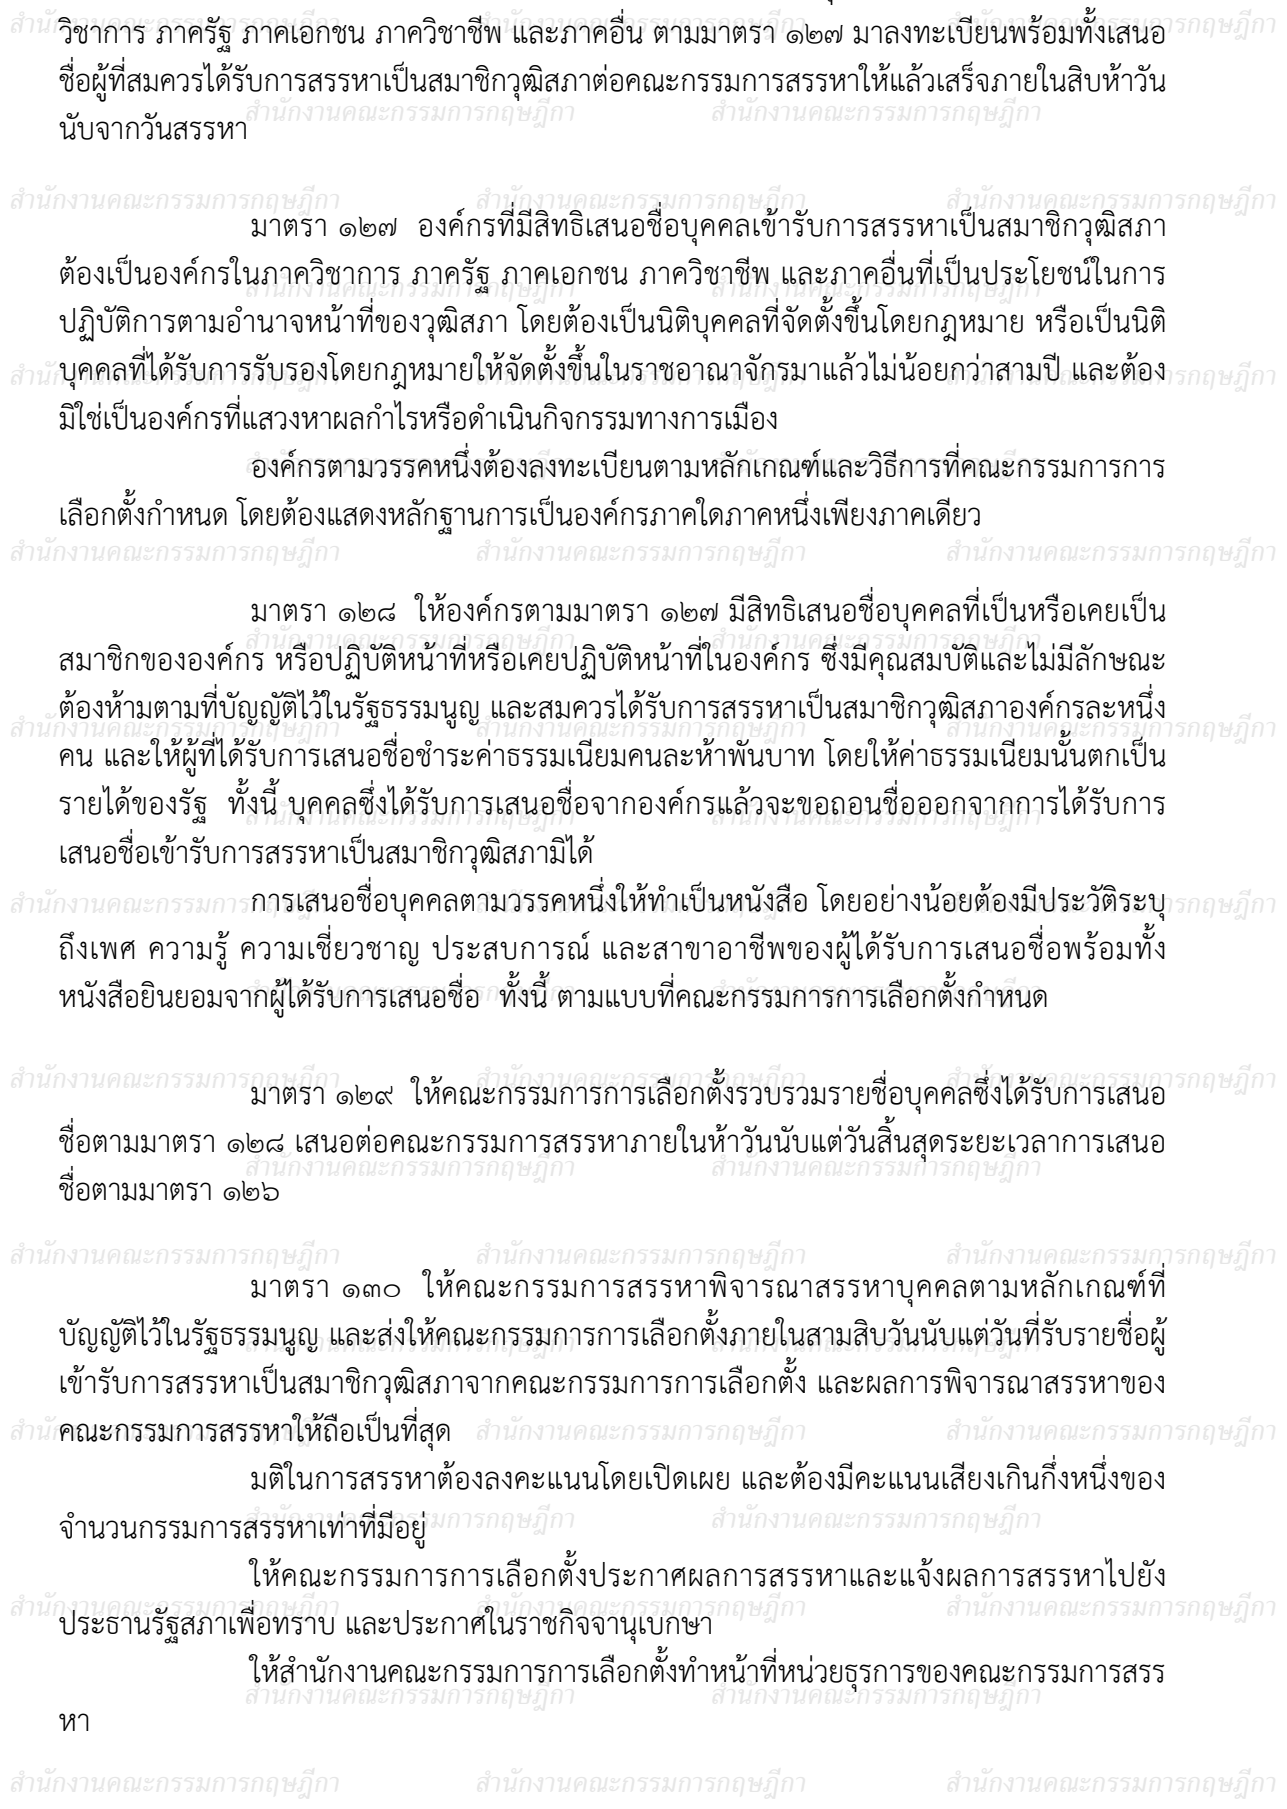 วิชาการ ภาครัฐ ภาคเอกชน ภาควิชาชีพ และภาคอื่น ตามมาตรา ๑๒๗ มาลงทะเบียนพร้อมทั้งเสนอ
ชื่อผู้ที่สมควรได้รับการสรรหาเป็นสมาชิกวุฒิสภาต่อคณะกรรมการสรรหาให้แล้วเสร็จภายในสิบห้าวัน
นับจากวันสรรหา
มาตรา ๑๒๗ องค์กรที่มีสิทธิเสนอชื่อบุคคลเข้ารับการสรรหาเป็นสมาชิกวุฒิสภา
ต้องเป็นองค์กรในภาควิชาการ ภาครัฐ ภาคเอกชน ภาควิชาชีพ และภาคอื่นที่เป็นประโยชน์ในการ
ปฏิบัติการตามอำนาจหน้าที่ของวุฒิสภา โดยต้องเป็นนิติบุคคลที่จัดตั้งขึ้นโดยกฎหมาย หรือเป็นนิติ
บุคคลที่ได้รับการรับรองโดยกฎหมายให้จัดตั้งขึ้นในราชอาณาจักรมาแล้วไม่น้อยกว่าสามปี และต้อง
มิใช่เป็นองค์กรที่แสวงหาผลกำไรหรือดำเนินกิจกรรมทางการเมือง
องค์กรตามวรรคหนึ่งต้องลงทะเบียนตามหลักเกณฑ์และวิธีการที่คณะกรรมการการ
เลือกตั้งกำหนด โดยต้องแสดงหลักฐานการเป็นองค์กรภาคใดภาคหนึ่งเพียงภาคเดียว
มาตรา ๑๒๘ ให้องค์กรตามมาตรา ๑๒๗ มีสิทธิเสนอชื่อบุคคลที่เป็นหรือเคยเป็น
สมาชิกขององค์กร หรือปฏิบัติหน้าที่หรือเคยปฏิบัติหน้าที่ในองค์กร ซึ่งมีคุณสมบัติและไม่มีลักษณะ
ต้องห้ามตามที่บัญญัติไว้ในรัฐธรรมนูญ และสมควรได้รับการสรรหาเป็นสมาชิกวุฒิสภาองค์กรละหนึ่ง
คน และให้ผู้ที่ได้รับการเสนอชื่อชำระค่าธรรมเนียมคนละห้าพันบาท โดยให้ค่าธรรมเนียมนั้นตกเป็น
รายได้ของรัฐ ทั้งนี้ บุคคลซึ่งได้รับการเสนอชื่อจากองค์กรแล้วจะขอถอนชื่อออกจากการได้รับการ
เสนอชื่อเข้ารับการสรรหาเป็นสมาชิกวุฒิสภามิได้
การเสนอชื่อบุคคลตามวรรคหนึ่งให้ทำเป็นหนังสือ โดยอย่างน้อยต้องมีประวัติระบุ
ถึงเพศ ความรู้ ความเชี่ยวชาญ ประสบการณ์ และสาขาอาชีพของผู้ได้รับการเสนอชื่อพร้อมทั้ง
หนังสือยินยอมจากผู้ได้รับการเสนอชื่อ ทั้งนี้ ตามแบบที่คณะกรรมการการเลือกตั้งกำหนด
มาตรา ๑๒๙ ให้คณะกรรมการการเลือกตั้งรวบรวมรายชื่อบุคคลซึ่งได้รับการเสนอ
ชื่อตามมาตรา ๑๒๘ เสนอต่อคณะกรรมการสรรหาภายในห้าวันนับแต่วันสิ้นสุดระยะเวลาการเสนอ
ชื่อตามมาตรา ๑๒๖
มาตรา ๑๓๐ ให้คณะกรรมการสรรหาพิจารณาสรรหาบุคคลตามหลักเกณฑ์ที่
บัญญัติไว้ในรัฐธรรมนูญ และส่งให้คณะกรรมการการเลือกตั้งภายในสามสิบวันนับแต่วันที่รับรายชื่อผู้
เข้ารับการสรรหาเป็นสมาชิกวุฒิสภาจากคณะกรรมการการเลือกตั้ง และผลการพิจารณาสรรหาของ
คณะกรรมการสรรหาให้ถือเป็นที่สุด
มติในการสรรหาต้องลงคะแนนโดยเปิดเผย และต้องมีคะแนนเสียงเกินกึ่งหนึ่งของ
จำนวนกรรมการสรรหาเท่าที่มีอยู่
ให้คณะกรรมการการเลือกตั้งประกาศผลการสรรหาและแจ้งผลการสรรหาไปยัง
ประธานรัฐสภาเพื่อทราบ และประกาศในราชกิจจานุเบกษา
ให้สำนักงานคณะกรรมการการเลือกตั้งทำหน้าที่หน่วยธุรการของคณะกรรมการสรร
หา
สำนักงานคณะกรรมการกฤษฎีกา สำนักงานคณะกรรมการกฤษฎีกา สำนักงานคณะกรรมการกฤษฎีกา